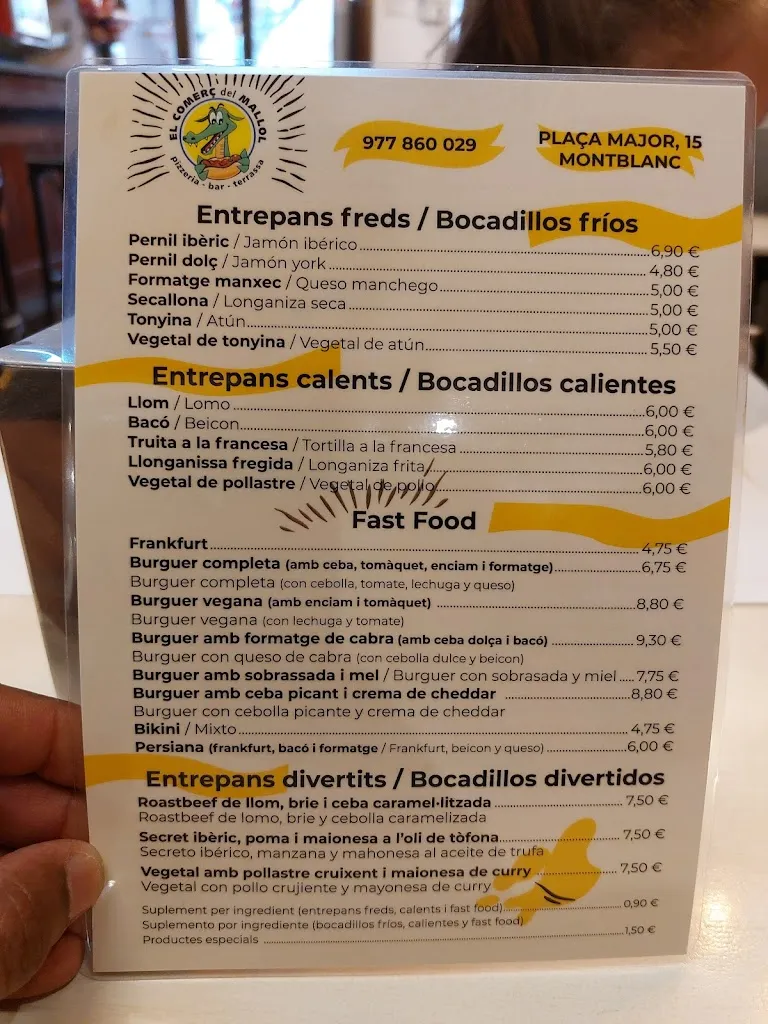 EL COMERÇ del MALLOL
pizzeria - bar - terrassa
977 860 029
PLAÇA MAJOR, 15
MONTBLANC
Entrepans freds / Bocadillos fríos
Pernil ibèric / Jamón ibérico 6,90 €
Pernil dolç / Jamón york 4,80 €
Formatge manxec / Queso manchego 5,00 €
Secallona / Longaniza seca 5,00 €
Tonyina / Atún 5,00 €
Vegetal de tonyina / Vegetal de atún 5,50 €
Entrepans calents / Bocadillos calientes
Llom / Lomo 6,00 €
Bacó / Beicon 6,00 €
Truita a la francesa / Tortilla a la francesa 5,80 €
Llonganissa fregida / Longaniza frita 6,00 €
Vegetal de pollastre / Vegetal de pollo 6,00 €
Fast Food
Frankfurt 4,75 €
Burguer completa (amb ceba, tomàquet, enciam i formatge) 6,75 €
Burguer completa (con cebolla, tomate, lechuga y queso)
Burguer vegana (amb enciam i tomàquet) 8,80 €
Burguer vegana (con lechuga y tomate)
Burguer amb formatge de cabra (amb ceba dolça i bacó) 9,30 €
Burguer con queso de cabra (con cebolla dulce y beicon)
Burguer amb sobrassada i mel / Burguer con sobrasada y miel 7,75 €
Burguer amb ceba picant i crema de cheddar 8,80 €
Burguer con cebolla picante y crema de cheddar
Bikini / Mixto 4,75 €
Persiana (frankfurt, bacó i formatge / Frankfurt, beicon y queso) 6,00 €
Entrepans divertits / Bocadillos divertidos
Roastbeef de llom, brie i ceba caramel·litzada 7,50 €
Roastbeef de lomo, brie y cebolla caramelizada
Secret ibèric, poma i maionesa a l'oli de tòfona 7,50 €
Secreto ibérico, manzana y mahonesa al aceite de trufa
Vegetal amb pollastre cruixent i maionesa de curry 7,50 €
Vegetal con pollo crujiente y mayonesa de curry
Suplement per ingredient (entrepans freds, calents i fast food) 0,90 €
Suplemento por ingrediente (bocadillos fríos, calientes y fast food)
Productes especials 1,50 €